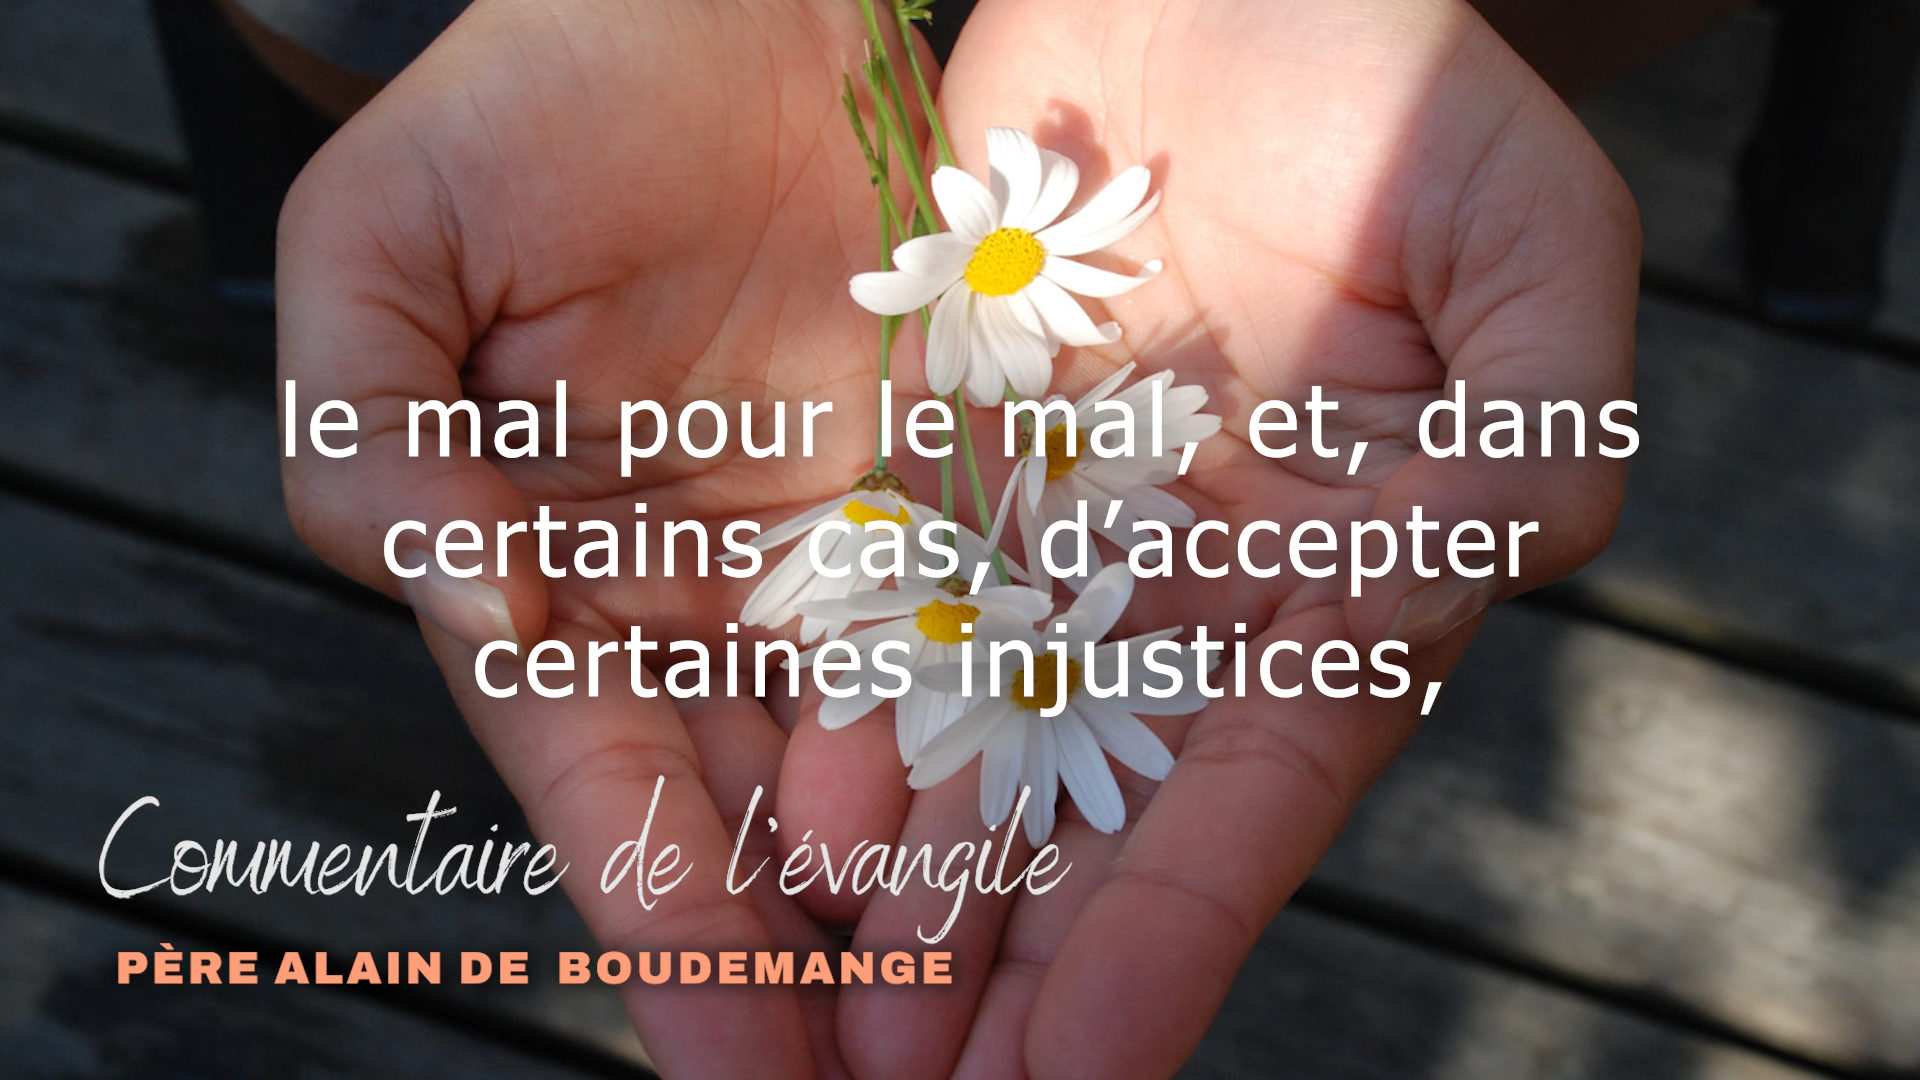 le mal pour le mal, et, dans
certains cas, d’accepter
certaines injustices,
Commentaire de l’évangile
PÈRE ALAIN DE BOUDEMANGE